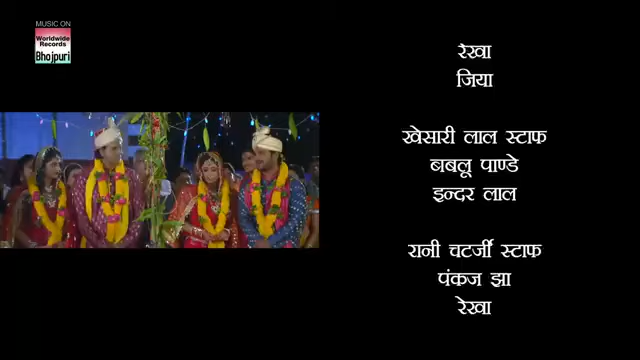 MUSIC ON
Worldwide
Records
Bhojpuri
रेखा
जिया
खेसारी लाल स्टाफ
बबलू पाण्डे
इन्दर लाल
रानी चटर्जी स्टाफ
पंकज झा
रेखा